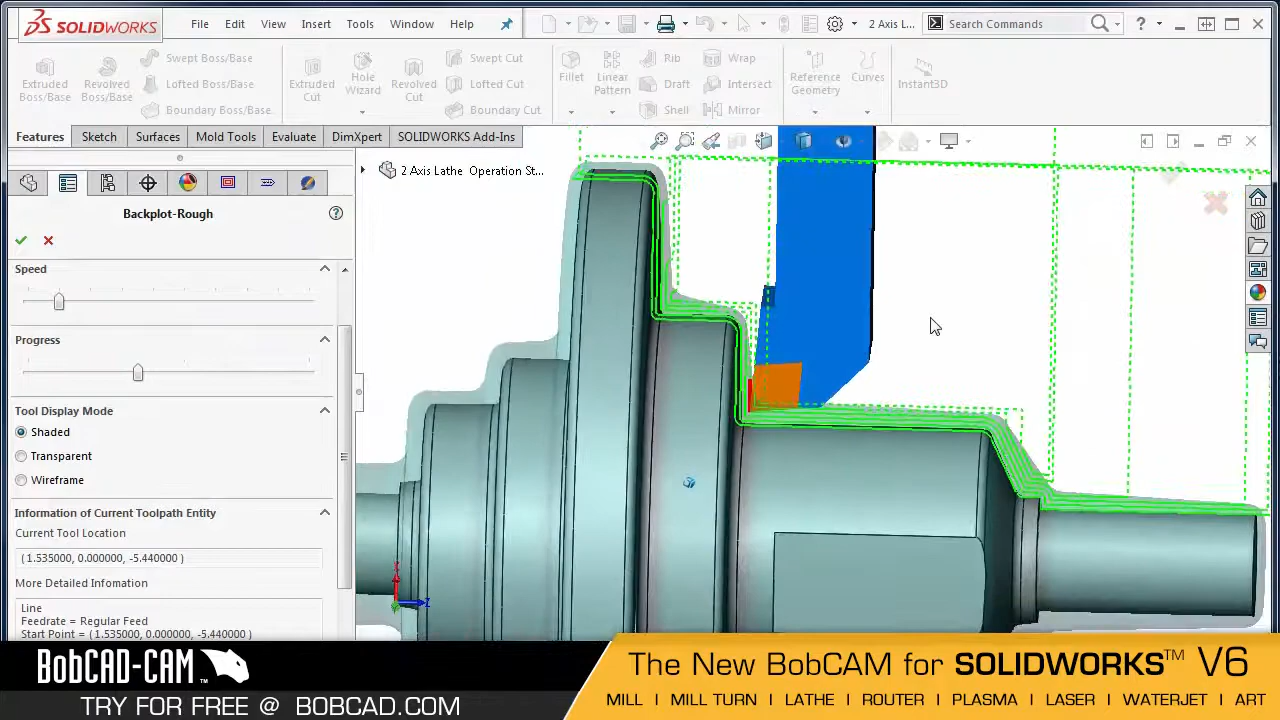 SOLIDWORKS
File Edit View Insert Tools Window Help
2 Axis L...
Search Commands
Extruded Boss/Base
Revolved Boss/Base
Swept Boss/Base
Lofted Boss/Base
Boundary Boss/Base
Extruded Cut
Hole Wizard
Revolved Cut
Swept Cut
Lofted Cut
Boundary Cut
Fillet
Linear Pattern
Rib
Draft
Shell
Wrap
Intersect
Mirror
Reference Geometry
Curves
Instant3D
Features Sketch Surfaces Mold Tools Evaluate DimXpert SOLIDWORKS Add-Ins
2 Axis Lathe Operation St...
Backplot-Rough
Speed
Progress
Tool Display Mode
Shaded
Transparent
Wireframe
Information of Current Toolpath Entity
Current Tool Location
( 1.535000, 0.000000, -5.440000 )
More Detailed Infomation
Line
Feedrate = Regular Feed
Start Point = ( 1.535000, 0.000000, -5.440000 )
X
Z
BOBCAD-CAM™
TRY FOR FREE @ BOBCAD.COM
The New BobCAM for SOLIDWORKS™ V6
MILL | MILL TURN | LATHE | ROUTER | PLASMA | LASER | WATERJET | ART